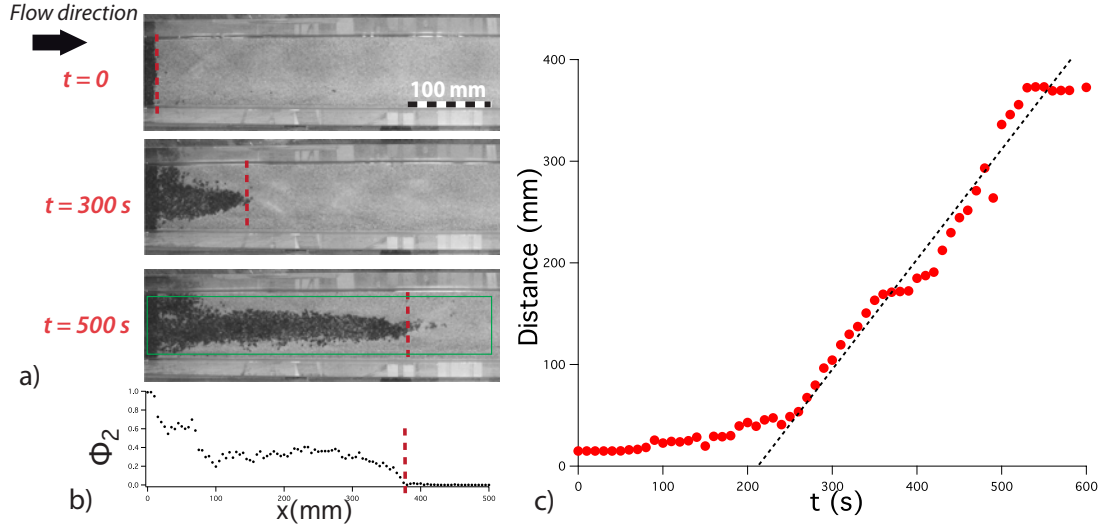 Flow direction
t = 0
100 mm
t = 300 s
t = 500 s
a)
1.0
0.8
0.6
0.4
0.2
0.0
Φ2
0
100
200
300
400
500
x(mm)
b)
400
300
200
100
0
Distance (mm)
0
100
200
300
400
500
600
t (s)
c)